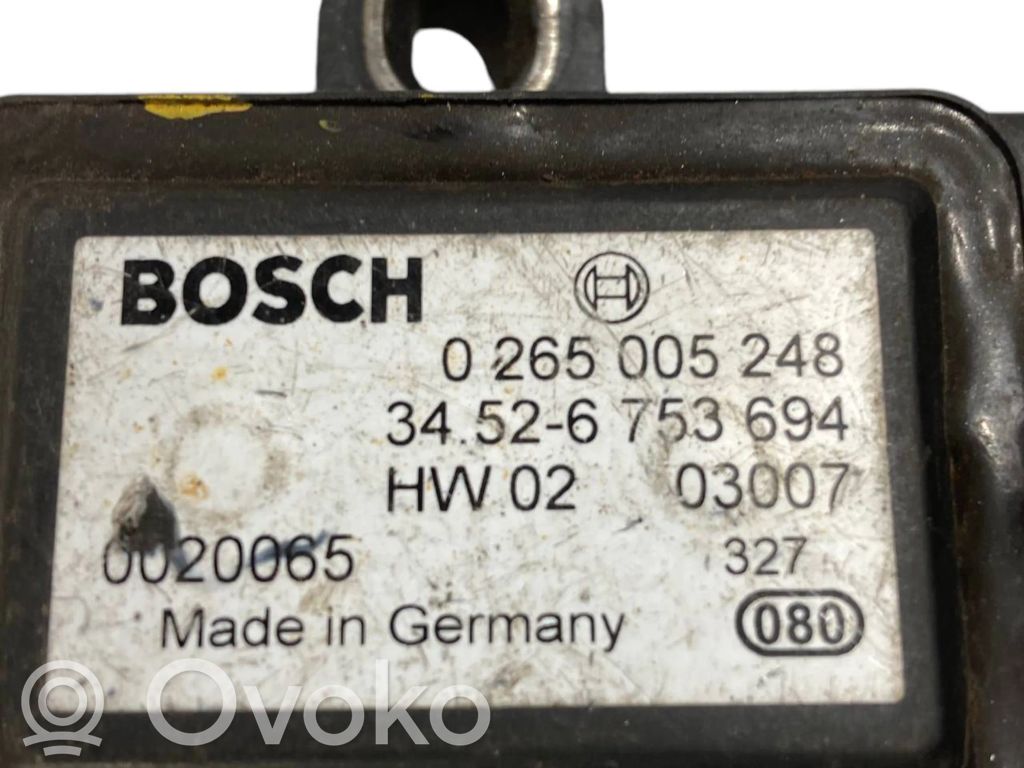 BOSCH
0 265 005 248
34.52-6 753 694
HW 02 03007
0020065 327
Made in Germany 080
Ovoko